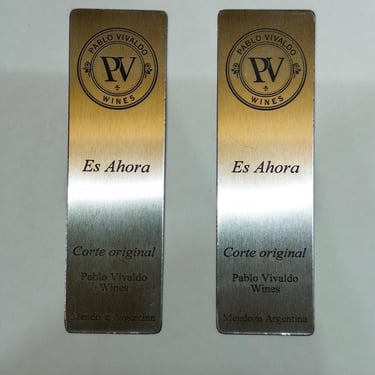 PABLO VIVALDO
PV
WINES
Es Ahora
Corte original
Pablo Vivaldo
Wines
Mendoza Argentina
PABLO VIVALDO
PV
WINES
Es Ahora
Corte original
Pablo Vivaldo
Wines
Mendoza Argentina